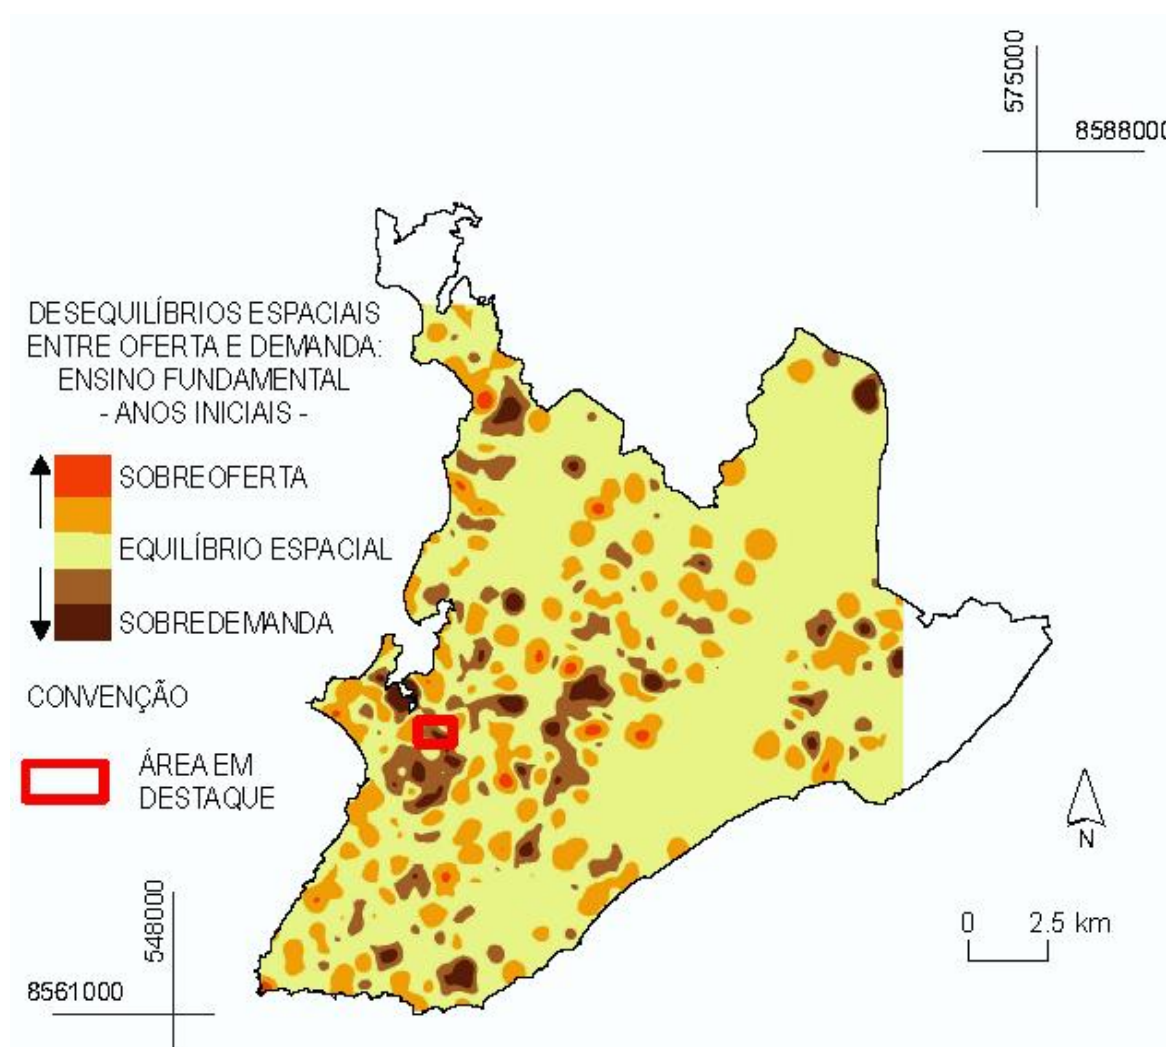 575000
8588000
DESEQUILÍBRIOS ESPACIAIS
ENTRE OFERTA E DEMANDA:
ENSINO FUNDAMENTAL
- ANOS INICIAIS -
SOBREOFERTA
EQUILÍBRIO ESPACIAL
SOBREDEMANDA
CONVENÇÃO
ÁREA EM
DESTAQUE
N
0 2.5 km
548000
8561000